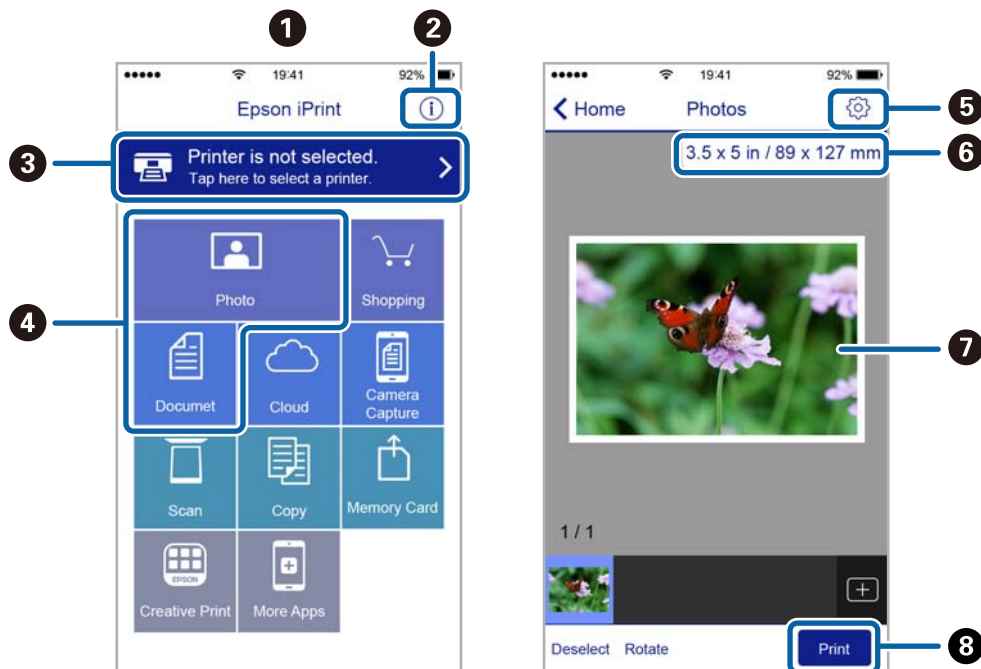 1
2
19:41
92%
Epson iPrint
3
Printer is not selected.
Tap here to select a printer.
4
Photo
Shopping
Documet
Cloud
Camera
Capture
Scan
Copy
Memory Card
EPSON
Creative Print
More Apps
19:41
92%
Home
Photos
5
3.5 x 5 in / 89 x 127 mm
6
7
1 / 1
Deselect
Rotate
Print
8